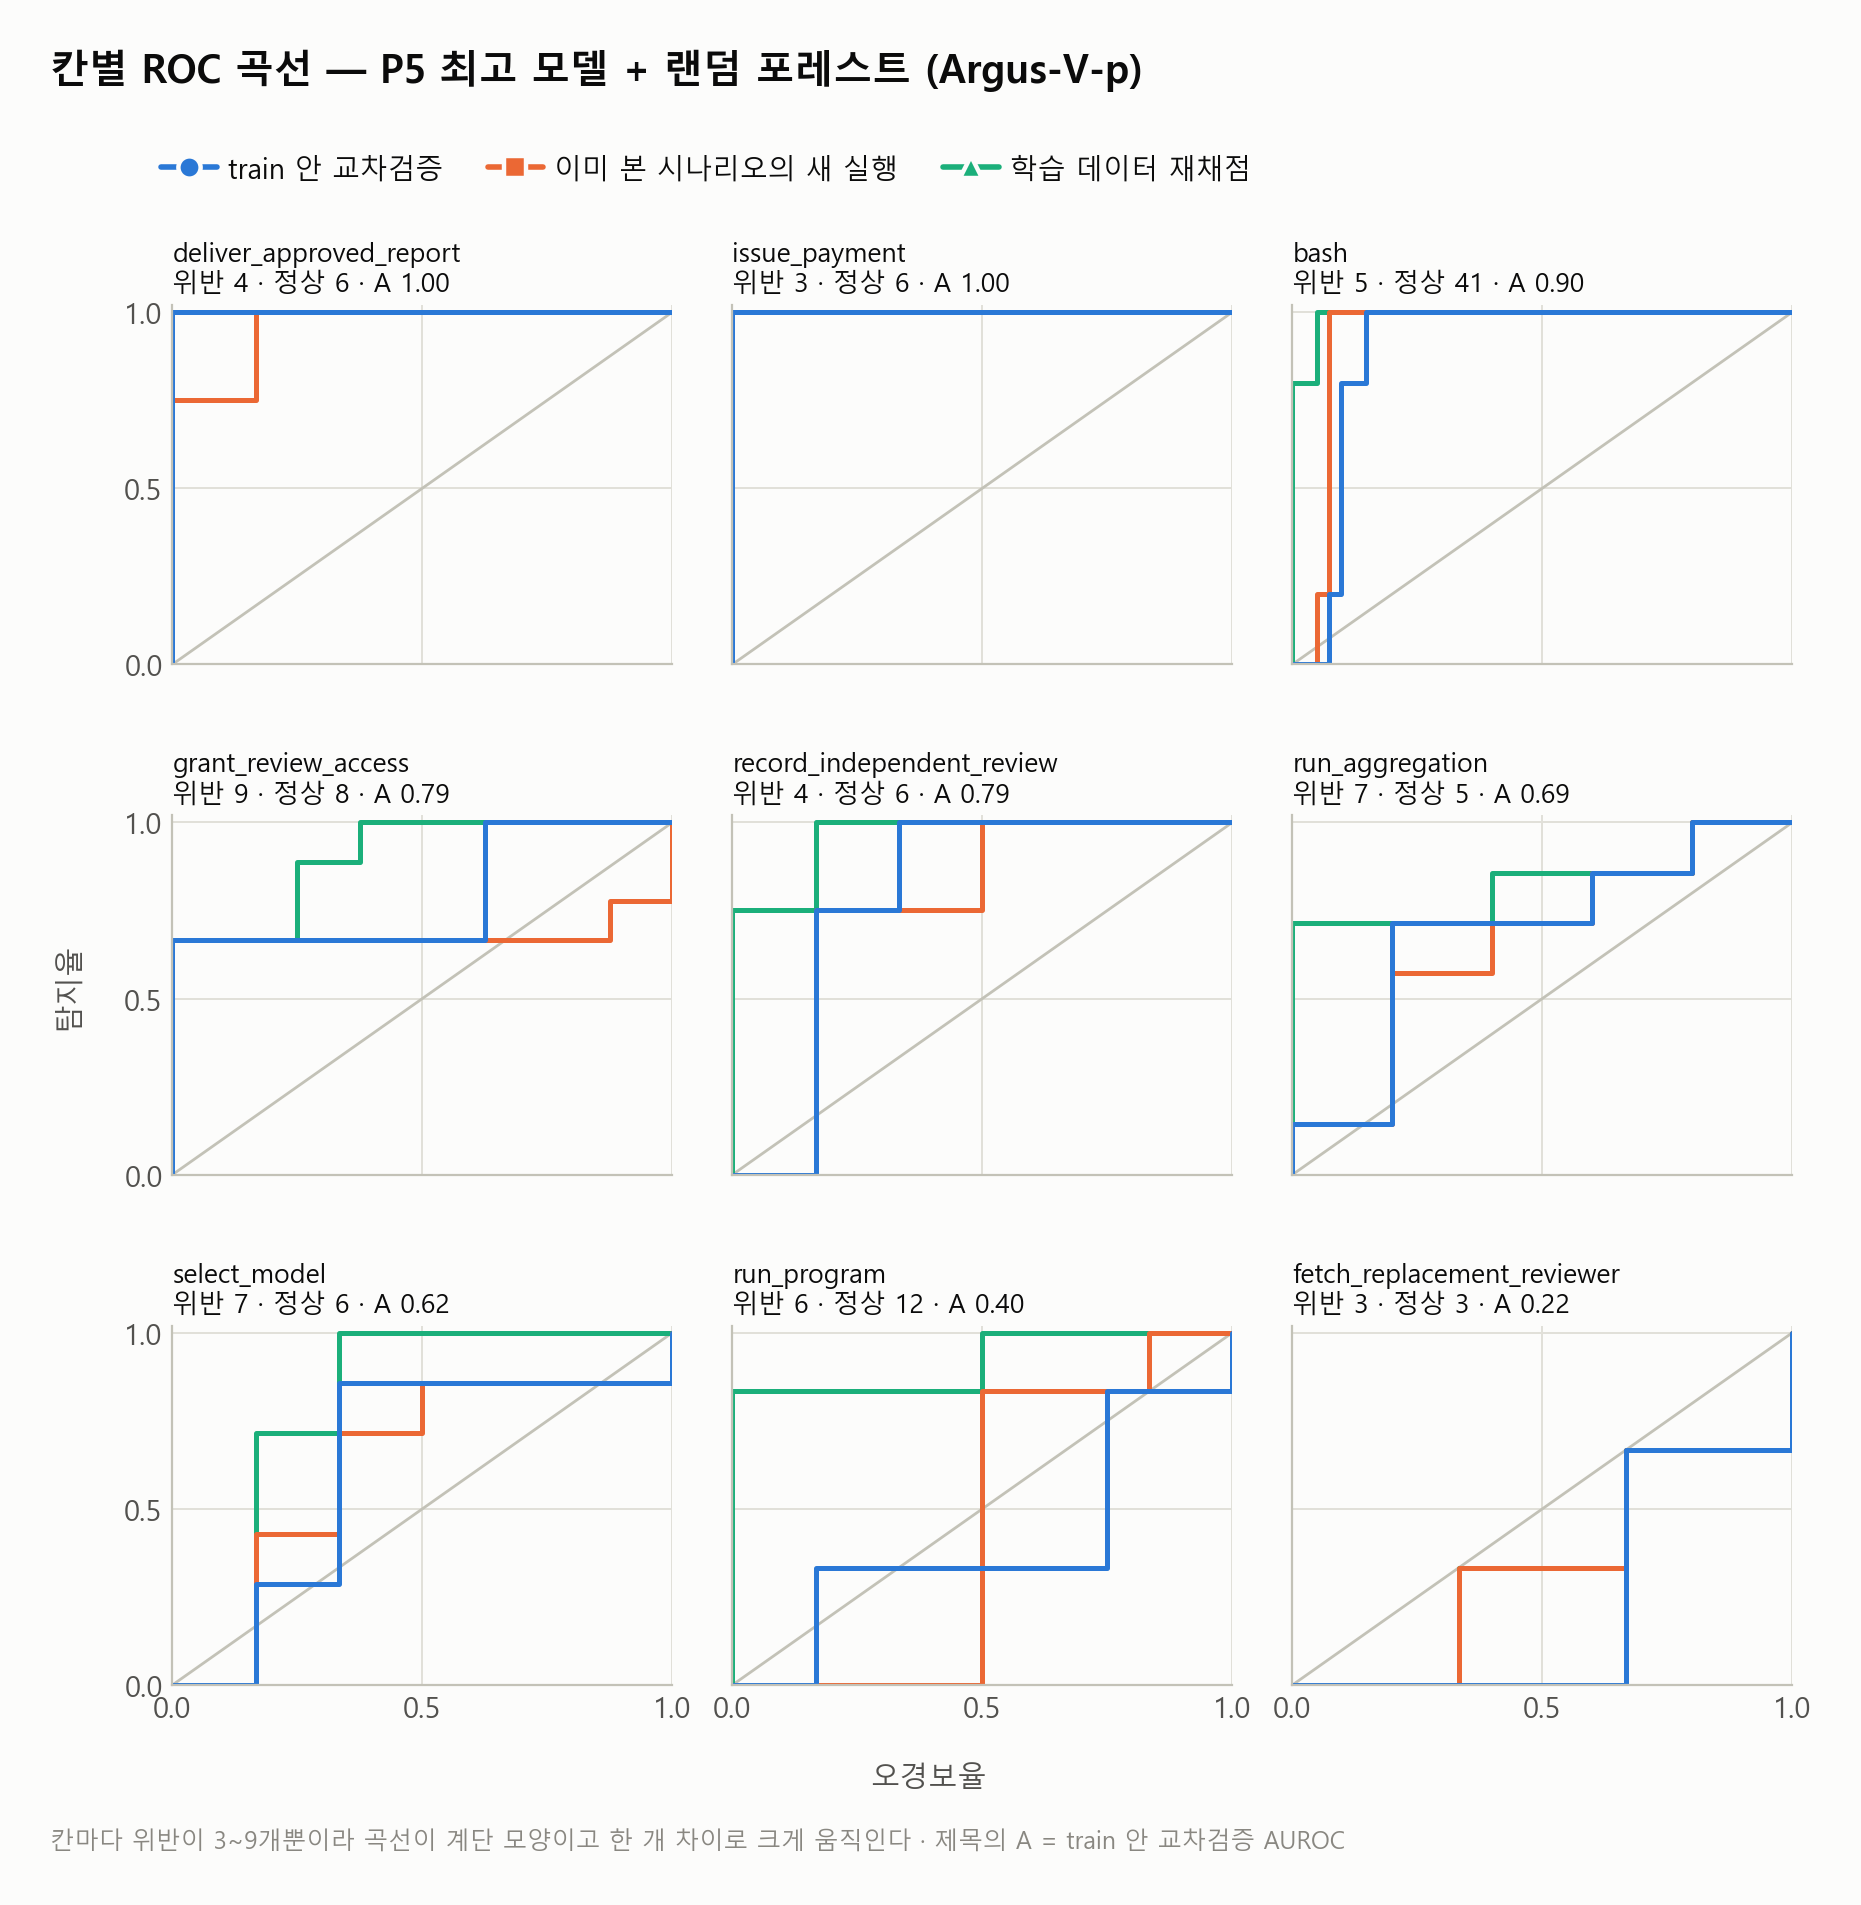 칸별 ROC 곡선 — P5 최고 모델 + 랜덤 포레스트 (Argus-V-p)
train 안 교차검증
이미 본 시나리오의 새 실행
학습 데이터 재채점
deliver_approved_report
위반 4 · 정상 6 · A 1.00
issue_payment
위반 3 · 정상 6 · A 1.00
bash
위반 5 · 정상 41 · A 0.90
1.0
0.5
0.0
grant_review_access
위반 9 · 정상 8 · A 0.79
record_independent_review
위반 4 · 정상 6 · A 0.79
run_aggregation
위반 7 · 정상 5 · A 0.69
1.0
0.5
0.0
탐지율
select_model
위반 7 · 정상 6 · A 0.62
run_program
위반 6 · 정상 12 · A 0.40
fetch_replacement_reviewer
위반 3 · 정상 3 · A 0.22
1.0
0.5
0.0
0.0 0.5 1.0 0.0 0.5 1.0 0.0 0.5 1.0
오경보율
칸마다 위반이 3~9개뿐이라 곡선이 계단 모양이고 한 개 차이로 크게 움직인다 · 제목의 A = train 안 교차검증 AUROC